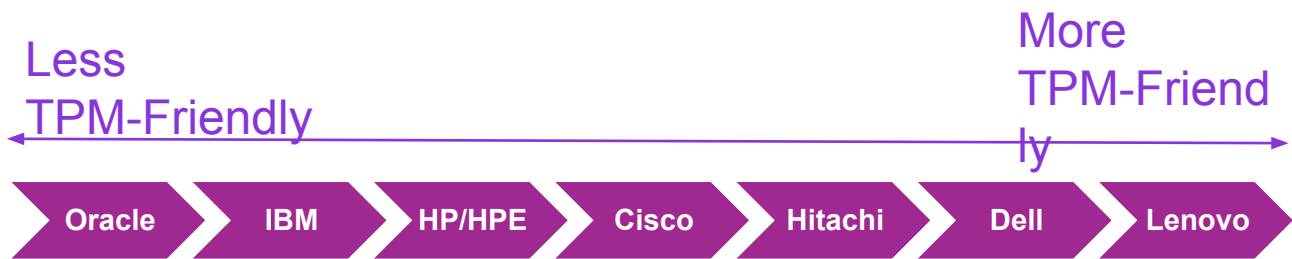 Less
TPM-Friendly
More
TPM-Friend
ly
Oracle
IBM
HP/HPE
Cisco
Hitachi
Dell
Lenovo